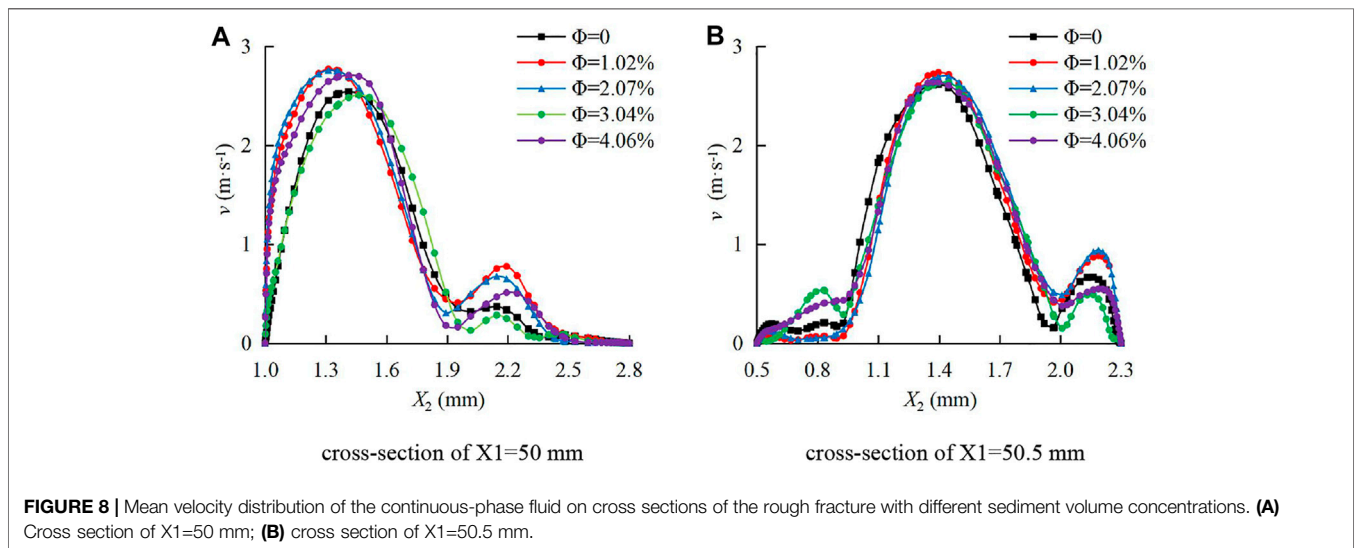 A
B
Φ=0
Φ=1.02%
Φ=2.07%
Φ=3.04%
Φ=4.06%
3
2
1
0
v (m·s⁻¹)
1.0 1.3 1.6 1.9 2.2 2.5 2.8
X₂ (mm)
cross-section of X1=50 mm
Φ=0
Φ=1.02%
Φ=2.07%
Φ=3.04%
Φ=4.06%
3
2
1
0
v (m·s⁻¹)
0.5 0.8 1.1 1.4 1.7 2.0 2.3
X₂ (mm)
cross-section of X1=50.5 mm
FIGURE 8 | Mean velocity distribution of the continuous-phase fluid on cross sections of the rough fracture with different sediment volume concentrations. (A)
Cross section of X1=50 mm; (B) cross section of X1=50.5 mm.